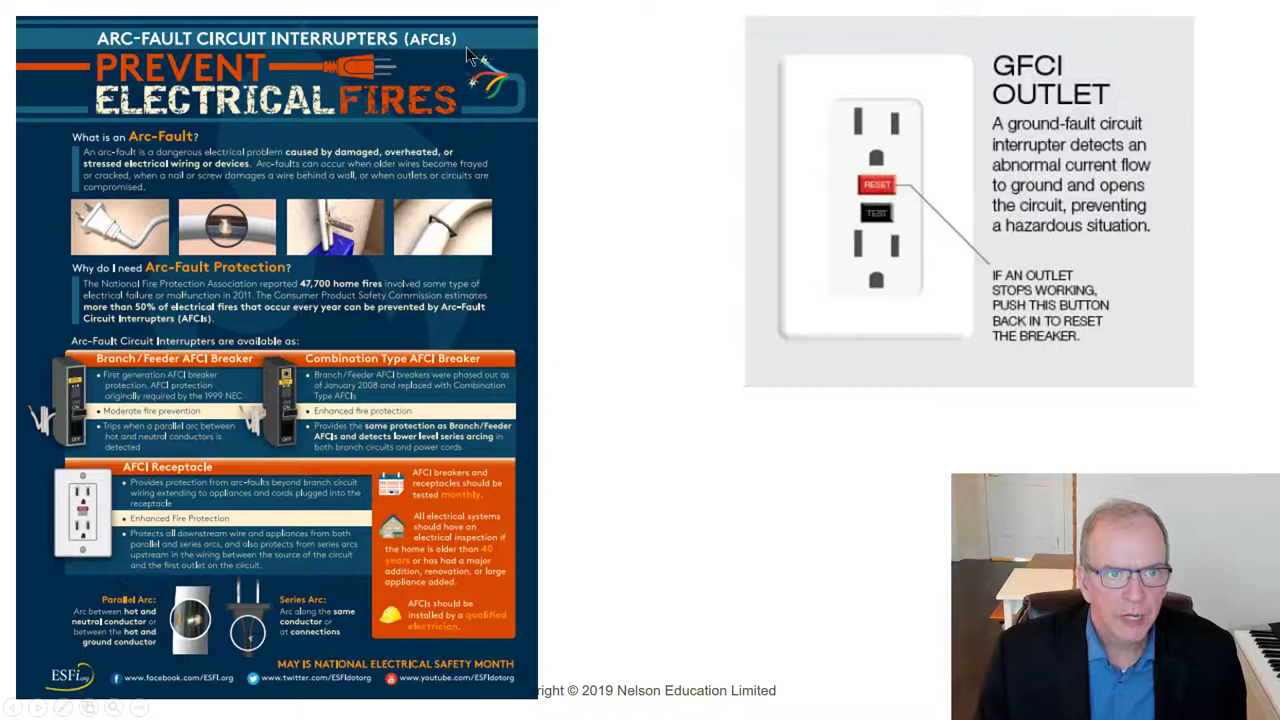 ARC-FAULT CIRCUIT INTERRUPTERS (AFCIs)
PREVENT
ELECTRICAL FIRES
What is an Arc-Fault?
An arc-fault is a dangerous electrical problem caused by damaged, overheated, or
stressed electrical wiring or devices. Arc-faults can occur when older wires become frayed
or cracked, when a nail or screw damages a wire behind a wall, or when outlets or circuits are
compromised.
Why do I need Arc-Fault Protection?
The National Fire Protection Association reported 47,700 home fires involved some type of
electrical failure or malfunction in 2011. The Consumer Product Safety Commission estimates
more than 50% of electrical fires that occur every year can be prevented by Arc-Fault
Circuit Interrupters (AFCIs).
Arc-Fault Circuit Interrupters are available as:
Branch/Feeder AFCI Breaker
• First generation AFCI breaker
protection. AFCI protection
originally required by the 1999 NEC
• Moderate fire prevention
• Trips when a parallel arc between
hot and neutral conductors is
detected
Combination Type AFCI Breaker
• Branch/Feeder AFCI breakers were phased out as
of January 2008 and replaced with Combination
Type AFCIs
• Enhanced fire protection
• Provides the same protection as Branch/Feeder
AFCIs and detects lower level series arcing in
both branch circuits and power cords
AFCI Receptacle
• Provides protection from arc-faults beyond branch circuit
wiring extending to appliances and cords plugged into the
receptacle
• Enhanced Fire Protection
• Protects all downstream wire and appliances from both
parallel and series arcs, and also protects from series arcs
upstream in the wiring between the source of the circuit
and the first outlet on the circuit.
AFCI breakers and
receptacles should be
tested monthly.
All electrical systems
should have an
electrical inspection if
the home is older than 40
years or has had a major
addition, renovation, or large
appliance added.
AFCIs should be
installed by a qualified
electrician.
Parallel Arc:
Arc between hot and
neutral conductor or
between the hot and
ground conductor
Series Arc:
Arc along the same
conductor or
at connections
MAY IS NATIONAL ELECTRICAL SAFETY MONTH
ESFi.org
www.facebook.com/ESFI.org
www.twitter.com/ESFIdotorg
www.youtube.com/ESFIdotorg
GFCI
OUTLET
A ground-fault circuit
interrupter detects an
abnormal current flow
to ground and opens
the circuit, preventing
a hazardous situation.
RESET
TEST
IF AN OUTLET
STOPS WORKING,
PUSH THIS BUTTON
BACK IN TO RESET
THE BREAKER.
right © 2019 Nelson Education Limited